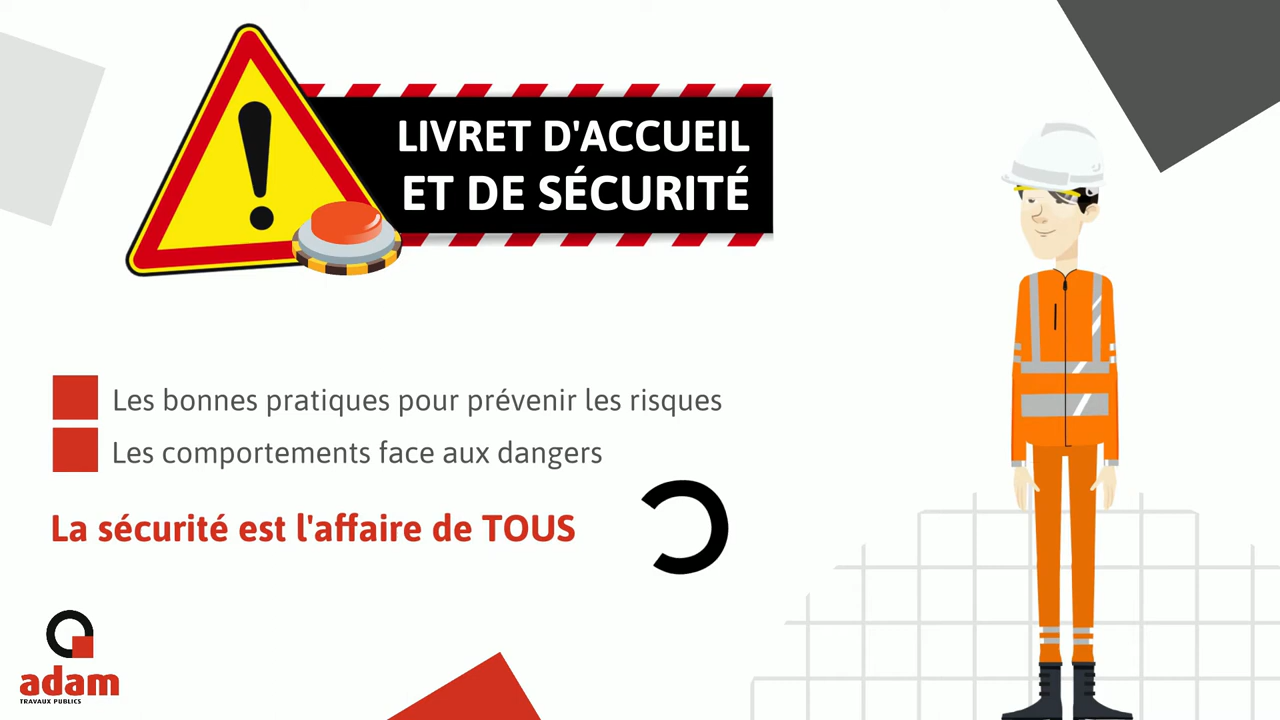 LIVRET D'ACCUEIL
ET DE SÉCURITÉ
Les bonnes pratiques pour prévenir les risques
Les comportements face aux dangers
La sécurité est l'affaire de TOUS
adam
TRAVAUX PUBLICS